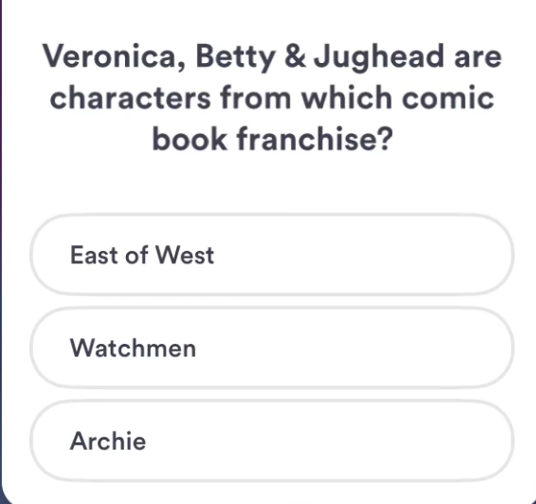 Veronica, Betty & Jughead are
characters from which comic
book franchise?
East of West
Watchmen
Archie